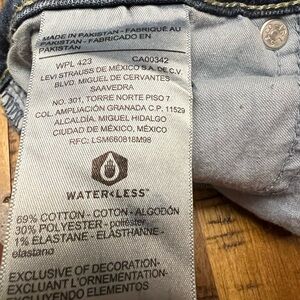 MADE IN PAKISTAN - FABRIQUÉ AU
PAKISTAN - FABRICADO EN
PAKISTÁN
WPL 423 CA00342
LEVI STRAUSS DE MÉXICO S.A. DE C.V.
BLVD. MIGUEL DE CERVANTES
SAAVEDRA
NO. 301, TORRE NORTE PISO 7
COL. AMPLIACIÓN GRANADA C.P. 11529
ALCALDÍA. MIGUEL HIDALGO
CIUDAD DE MÉXICO, MÉXICO
RFC: LSM660818M98
WATER<LESS™
69% COTTON - COTON - ALGODÓN
30% POLYESTER - poliéster
1% ELASTANE - ÉLASTHANNE -
elastano
EXCLUSIVE OF DECORATION-
EXCLUANT L'ORNEMENTATION-
EXCLUYENDO ELEMENTOS